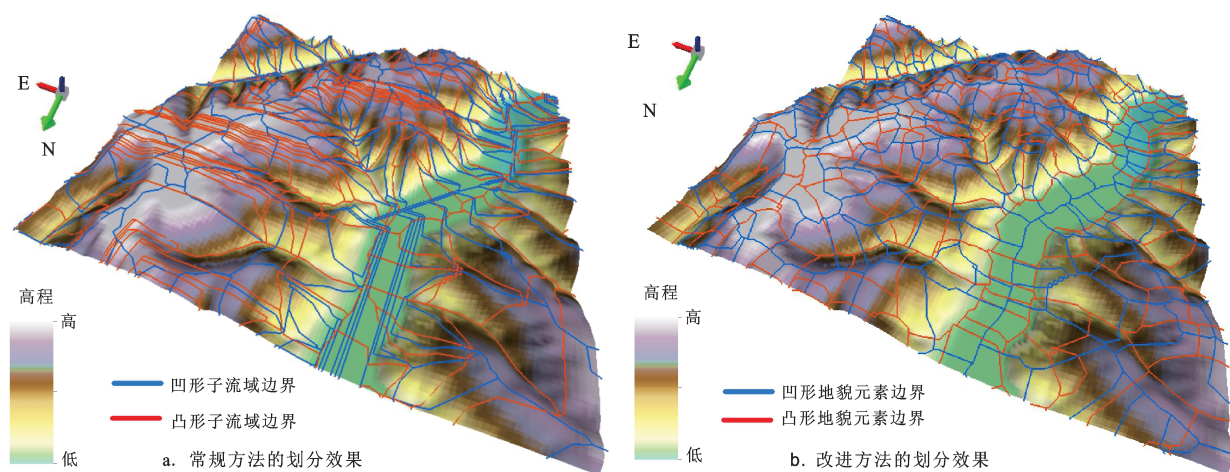 E
N
高程
高
低
凹形子流域边界
凸形子流域边界
a. 常规方法的划分效果
E
N
高程
高
低
凹形地貌元素边界
凸形地貌元素边界
b. 改进方法的划分效果